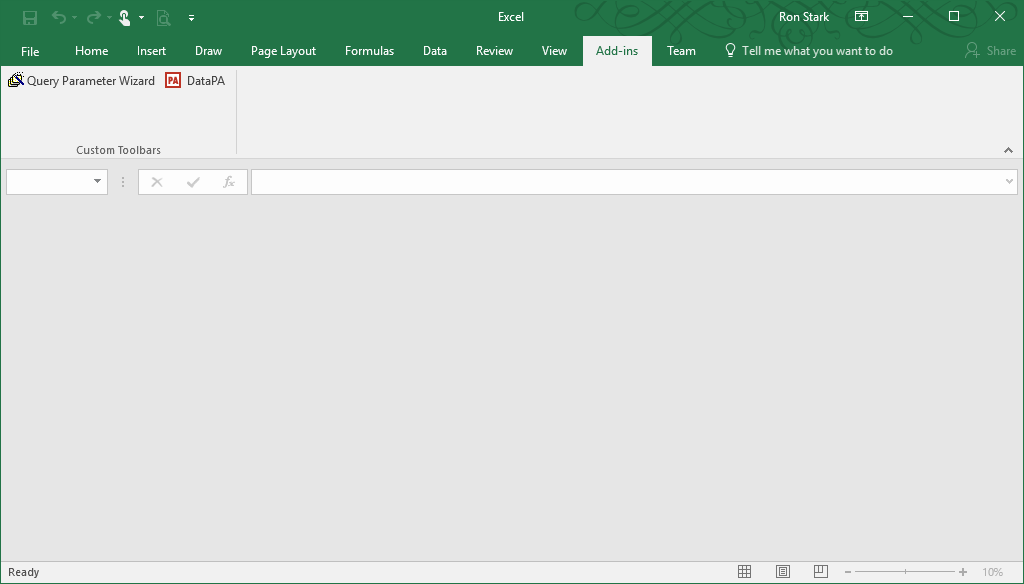 Excel
Ron Stark
File Home Insert Draw Page Layout Formulas Data Review View Add-ins Team Tell me what you want to do Share
Query Parameter Wizard PA DataPA
Custom Toolbars
fx
Ready 10%